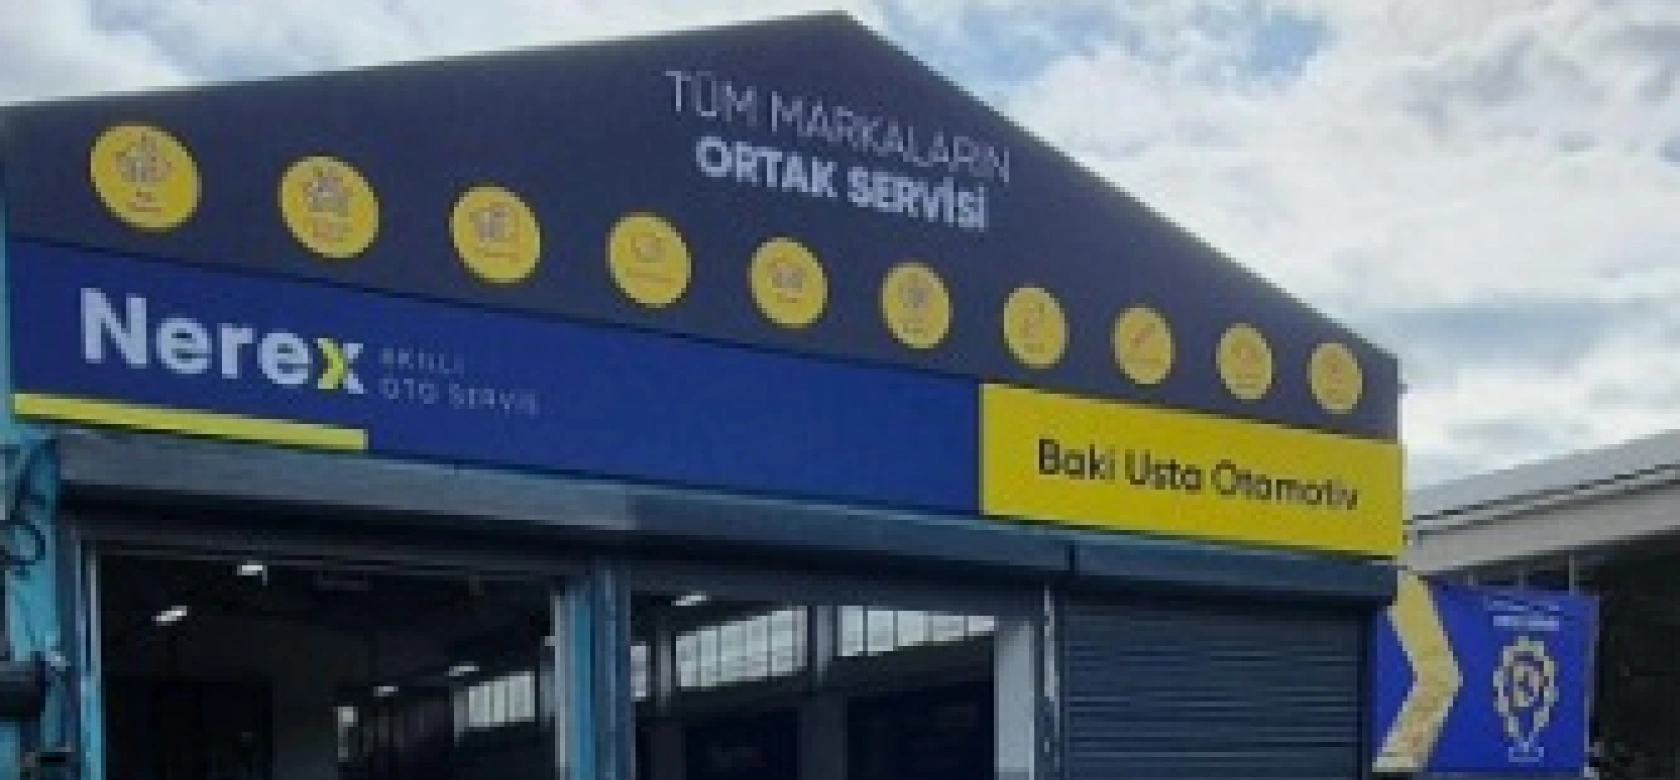 TÜM MARKALARIN
ORTAK SERVİSİ
Nerex
AKILLI
OTO SERVİS
Baki Usta Otomotiv